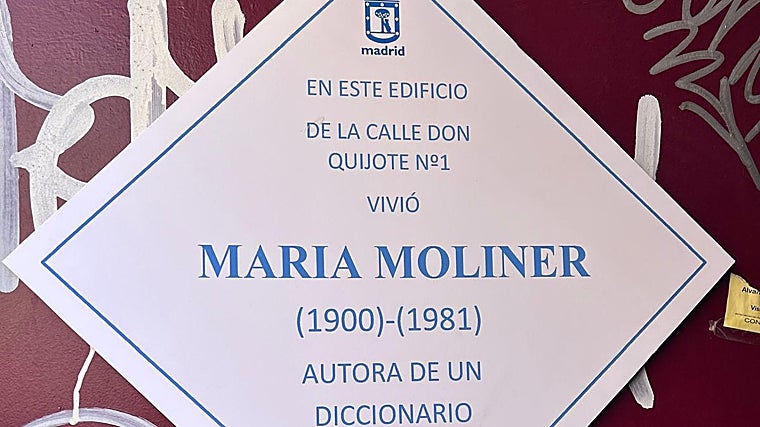 madrid
EN ESTE EDIFICIO
DE LA CALLE DON
QUIJOTE Nº1
VIVIÓ
MARIA MOLINER
(1900)-(1981)
AUTORA DE UN
DICCIONARIO